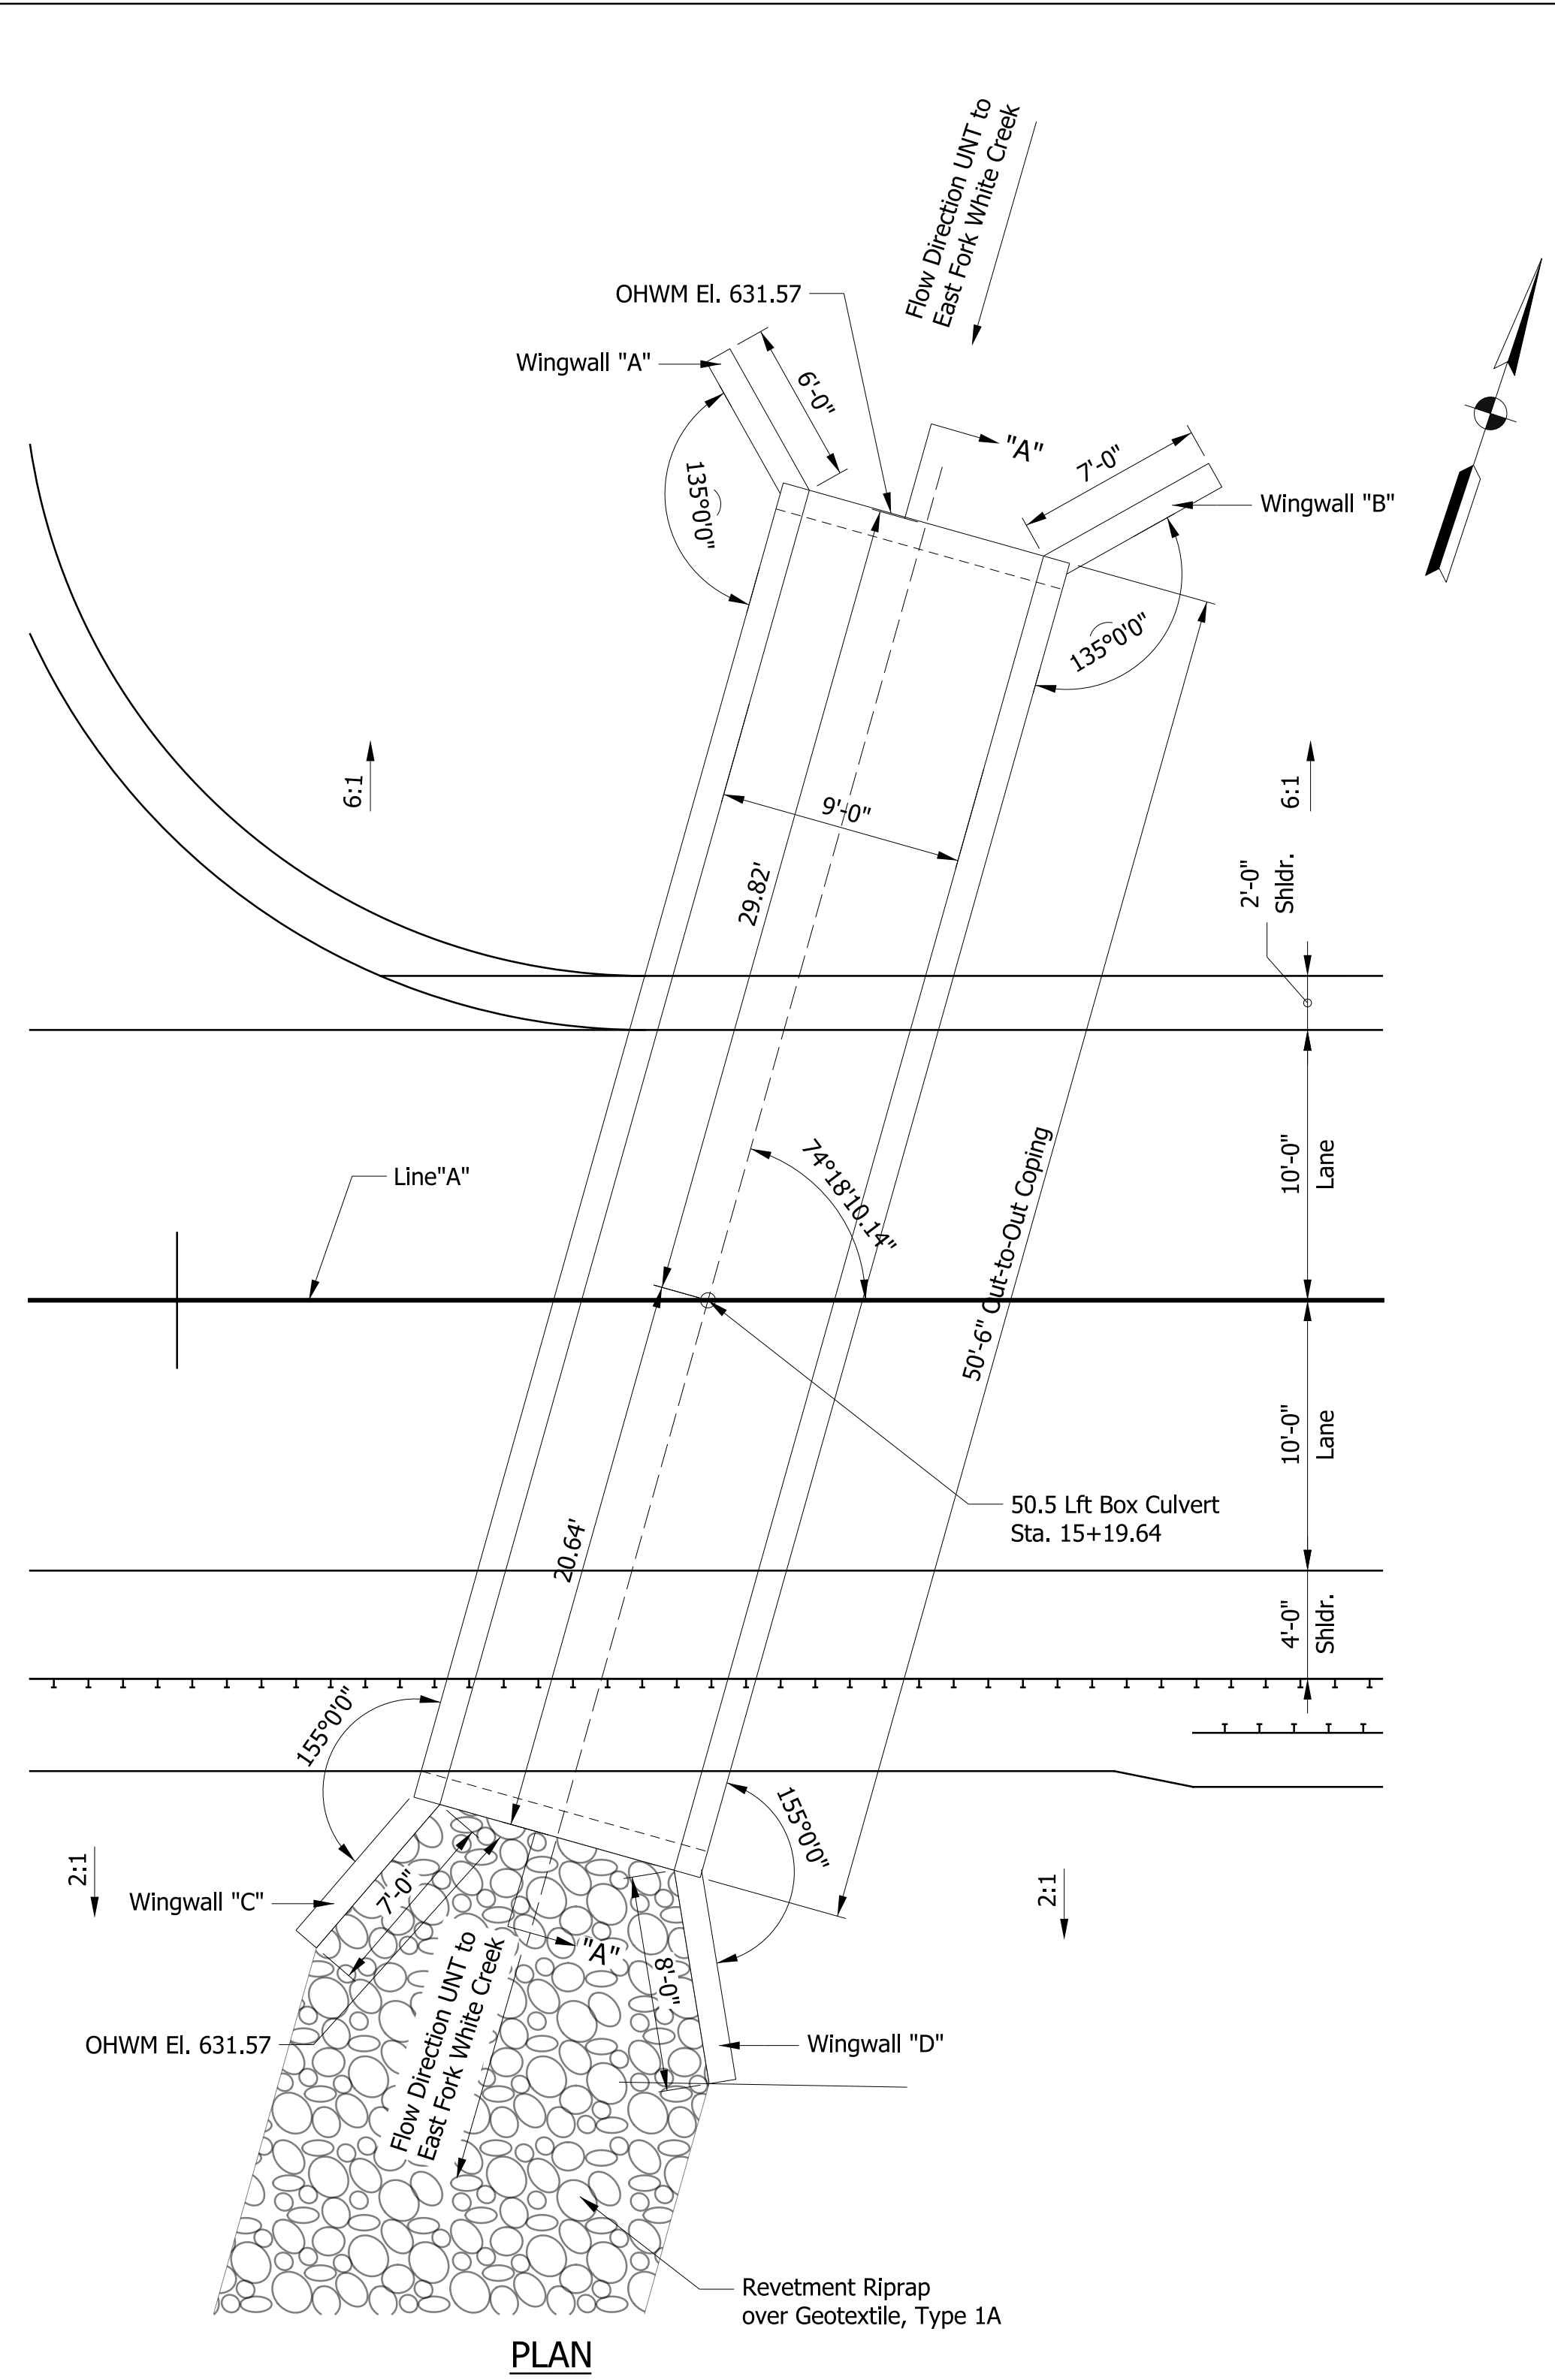 Flow Direction UNT to
East Fork White Creek
OHWM El. 631.57
Wingwall "A"
6'-0"
"A"
7'-0"
Wingwall "B"
135°0'0"
135°0'0"
6:1
6:1
9'-0"
29.82'
2'-0"
Shldr.
74°18'10.14"
10'-0"
Lane
Line"A"
50'-6" Out-to-Out Coping
10'-0"
Lane
50.5 Lft Box Culvert
Sta. 15+19.64
20.64'
4'-0"
Shldr.
155°0'0"
155°0'0"
2:1
2:1
Wingwall "C"
7'-0"
"A"
8'-0"
Flow Direction UNT to
East Fork White Creek
OHWM El. 631.57
Wingwall "D"
Revetment Riprap
over Geotextile, Type 1A
PLAN